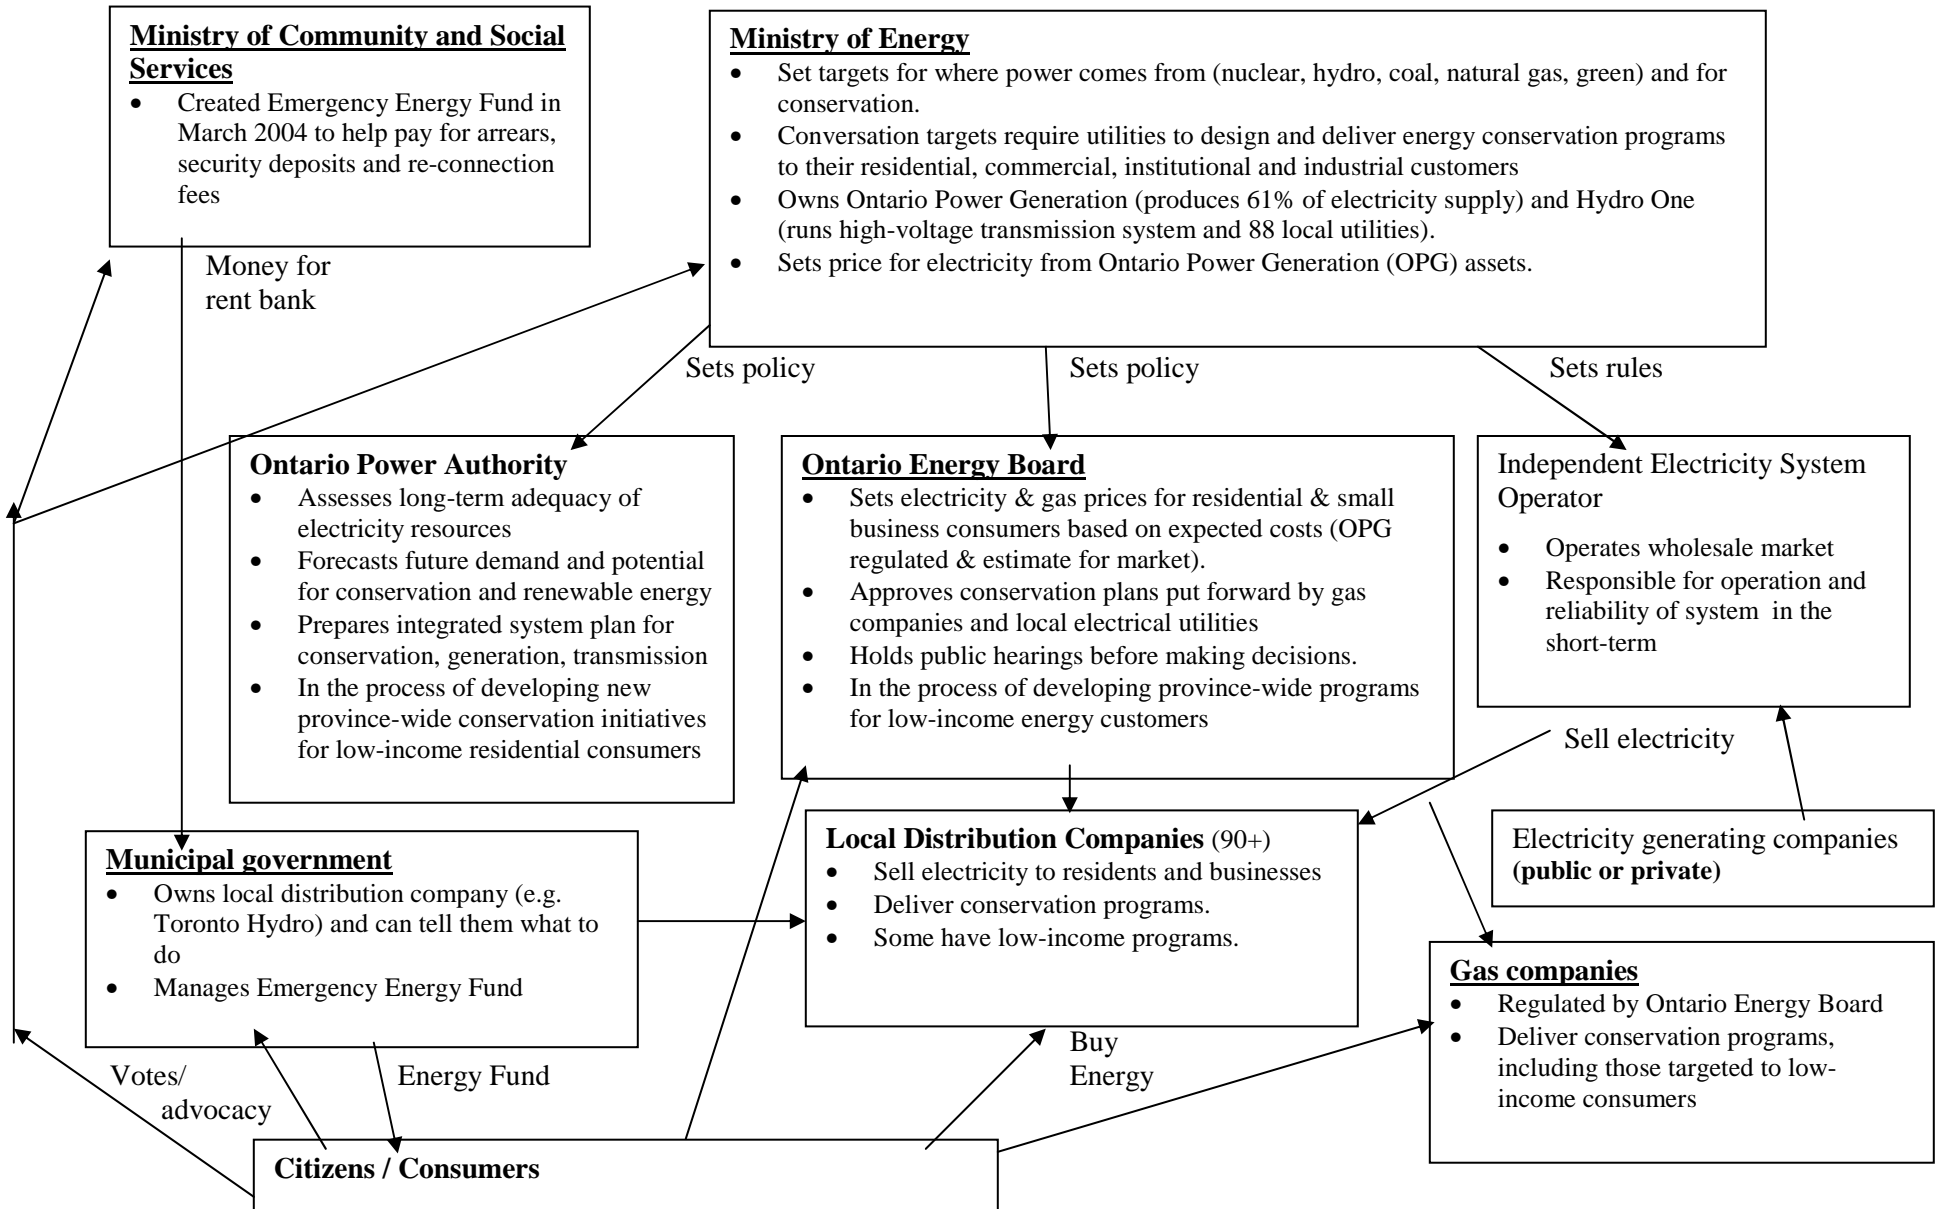 Ministry of Community and Social
Services
• Created Emergency Energy Fund in
March 2004 to help pay for arrears,
security deposits and re-connection
fees
Ministry of Energy
• Set targets for where power comes from (nuclear, hydro, coal, natural gas, green) and for
conservation.
• Conversation targets require utilities to design and deliver energy conservation programs
to their residential, commercial, institutional and industrial customers
• Owns Ontario Power Generation (produces 61% of electricity supply) and Hydro One
(runs high-voltage transmission system and 88 local utilities).
• Sets price for electricity from Ontario Power Generation (OPG) assets.
Money for
rent bank
Sets policy
Sets policy
Sets rules
Ontario Power Authority
• Assesses long-term adequacy of
electricity resources
• Forecasts future demand and potential
for conservation and renewable energy
• Prepares integrated system plan for
conservation, generation, transmission
• In the process of developing new
province-wide conservation initiatives
for low-income residential consumers
Ontario Energy Board
• Sets electricity & gas prices for residential & small
business consumers based on expected costs (OPG
regulated & estimate for market).
• Approves conservation plans put forward by gas
companies and local electrical utilities
• Holds public hearings before making decisions.
• In the process of developing province-wide programs
for low-income energy customers
Independent Electricity System
Operator
• Operates wholesale market
• Responsible for operation and
reliability of system in the
short-term
Sell electricity
Municipal government
• Owns local distribution company (e.g.
Toronto Hydro) and can tell them what to
do
• Manages Emergency Energy Fund
Local Distribution Companies (90+)
• Sell electricity to residents and businesses
• Deliver conservation programs.
• Some have low-income programs.
Electricity generating companies
(public or private)
Gas companies
• Regulated by Ontario Energy Board
• Deliver conservation programs,
including those targeted to low-
income consumers
Votes/
advocacy
Energy Fund
Buy
Energy
Citizens / Consumers